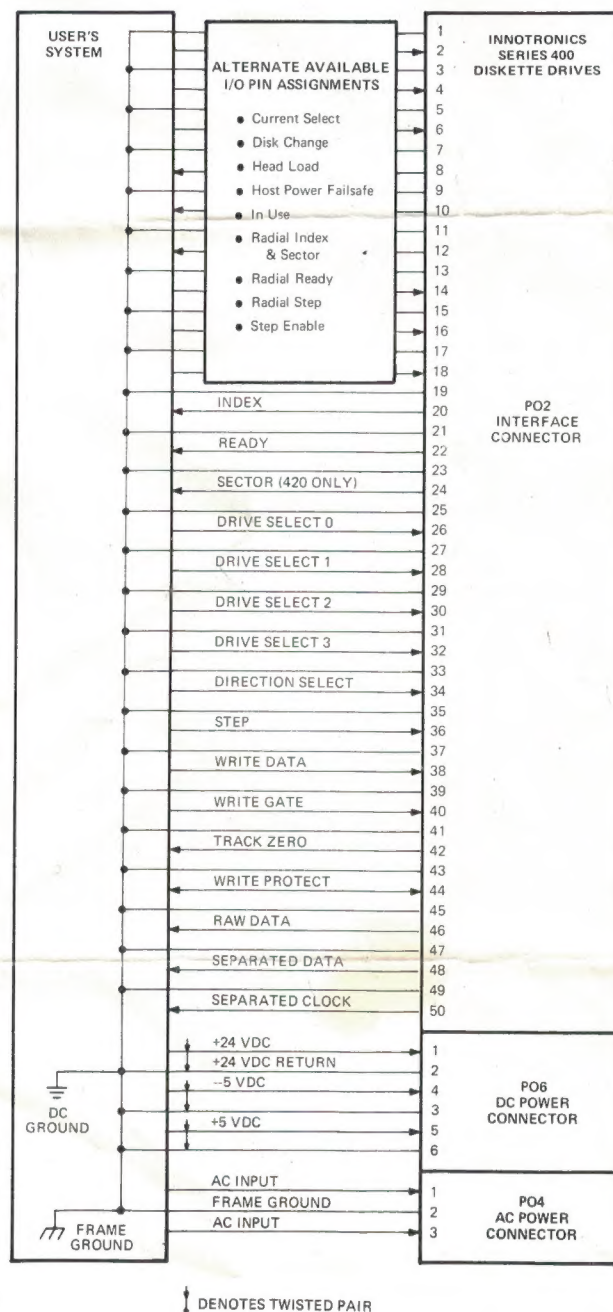 USER'S
SYSTEM
ALTERNATE AVAILABLE
I/O PIN ASSIGNMENTS
• Current Select
• Disk Change
• Head Load
• Host Power Failsafe
• In Use
• Radial Index
& Sector
• Radial Ready
• Radial Step
• Step Enable
INNOTRONICS
SERIES 400
DISKETTE DRIVES
1
2
3
4
5
6
7
8
9
10
11
12
13
14
15
16
17
18
19
INDEX 20
21
READY 22
23
SECTOR (420 ONLY) 24
25
DRIVE SELECT 0 26
27
DRIVE SELECT 1 28
29
DRIVE SELECT 2 30
31
DRIVE SELECT 3 32
33
DIRECTION SELECT 34
35
STEP 36
37
WRITE DATA 38
39
WRITE GATE 40
41
TRACK ZERO 42
43
WRITE PROTECT 44
45
RAW DATA 46
47
SEPARATED DATA 48
49
SEPARATED CLOCK 50
PO2
INTERFACE
CONNECTOR
+24 VDC 1
+24 VDC RETURN 2
--5 VDC 4
3
+5 VDC 5
6
DC
GROUND
PO6
DC POWER
CONNECTOR
AC INPUT 1
FRAME GROUND 2
AC INPUT 3
FRAME
GROUND
PO4
AC POWER
CONNECTOR
DENOTES TWISTED PAIR